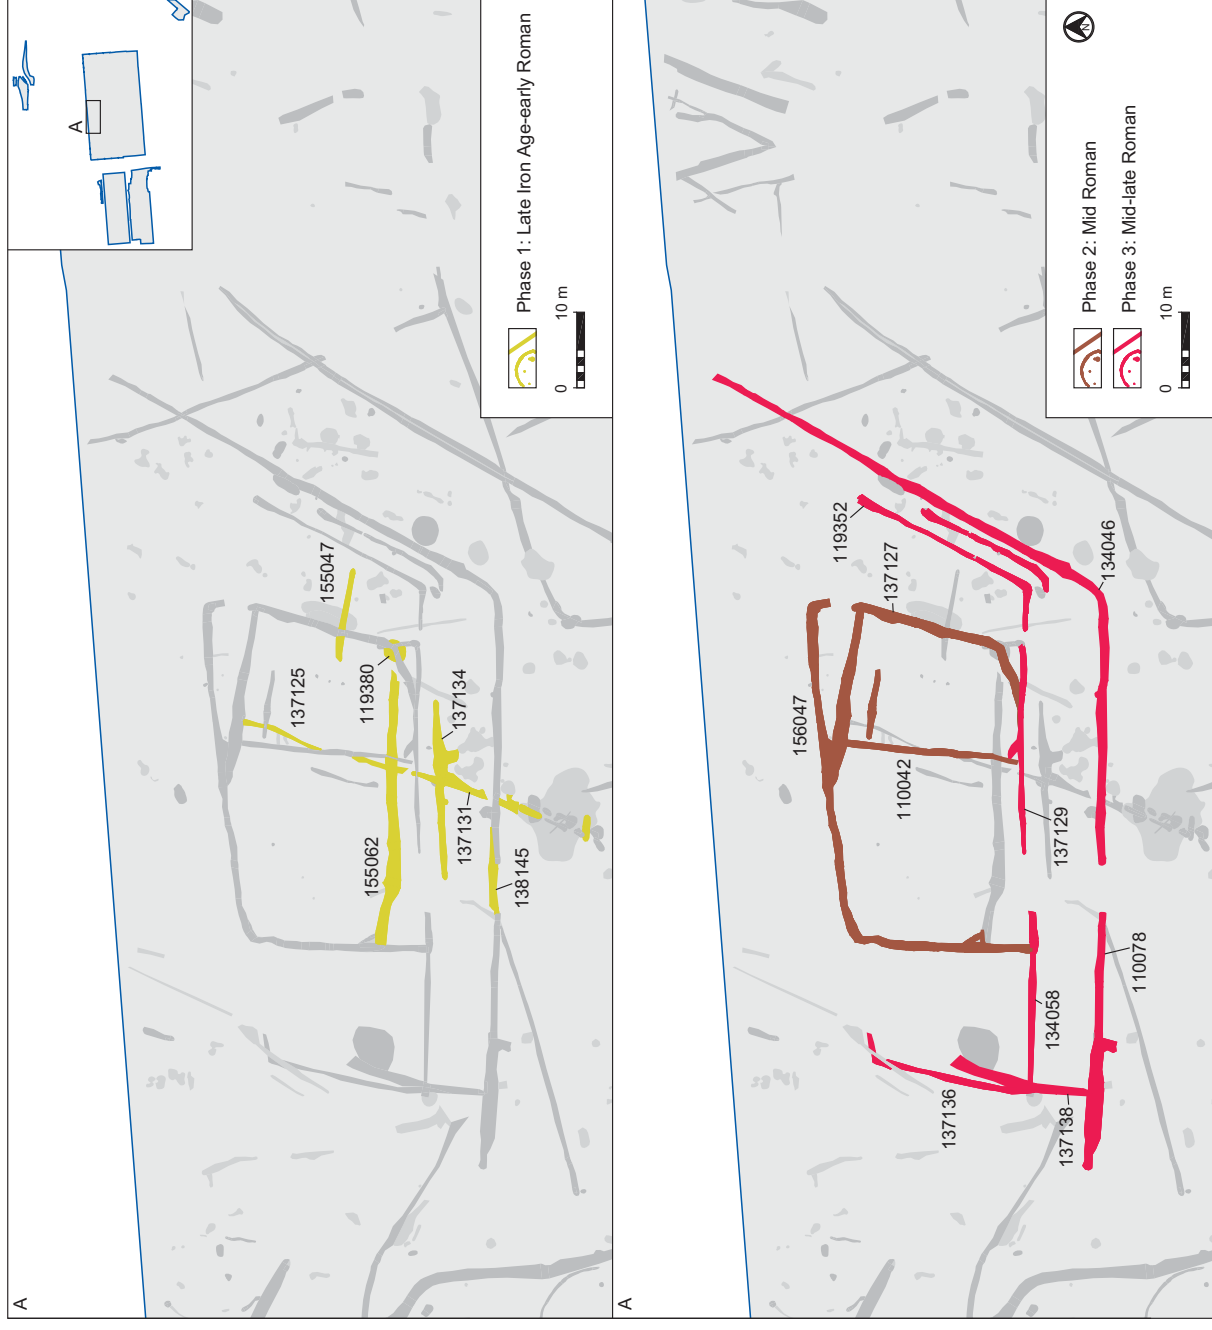 A
A
Phase 1: Late Iron Age-early Roman
0
10 m
137125
155047
119380
137134
155062
137131
138145
A
N
Phase 2: Mid Roman
Phase 3: Mid-late Roman
0
10 m
119352
137127
156047
110042
134046
137129
110078
134058
137136
137138